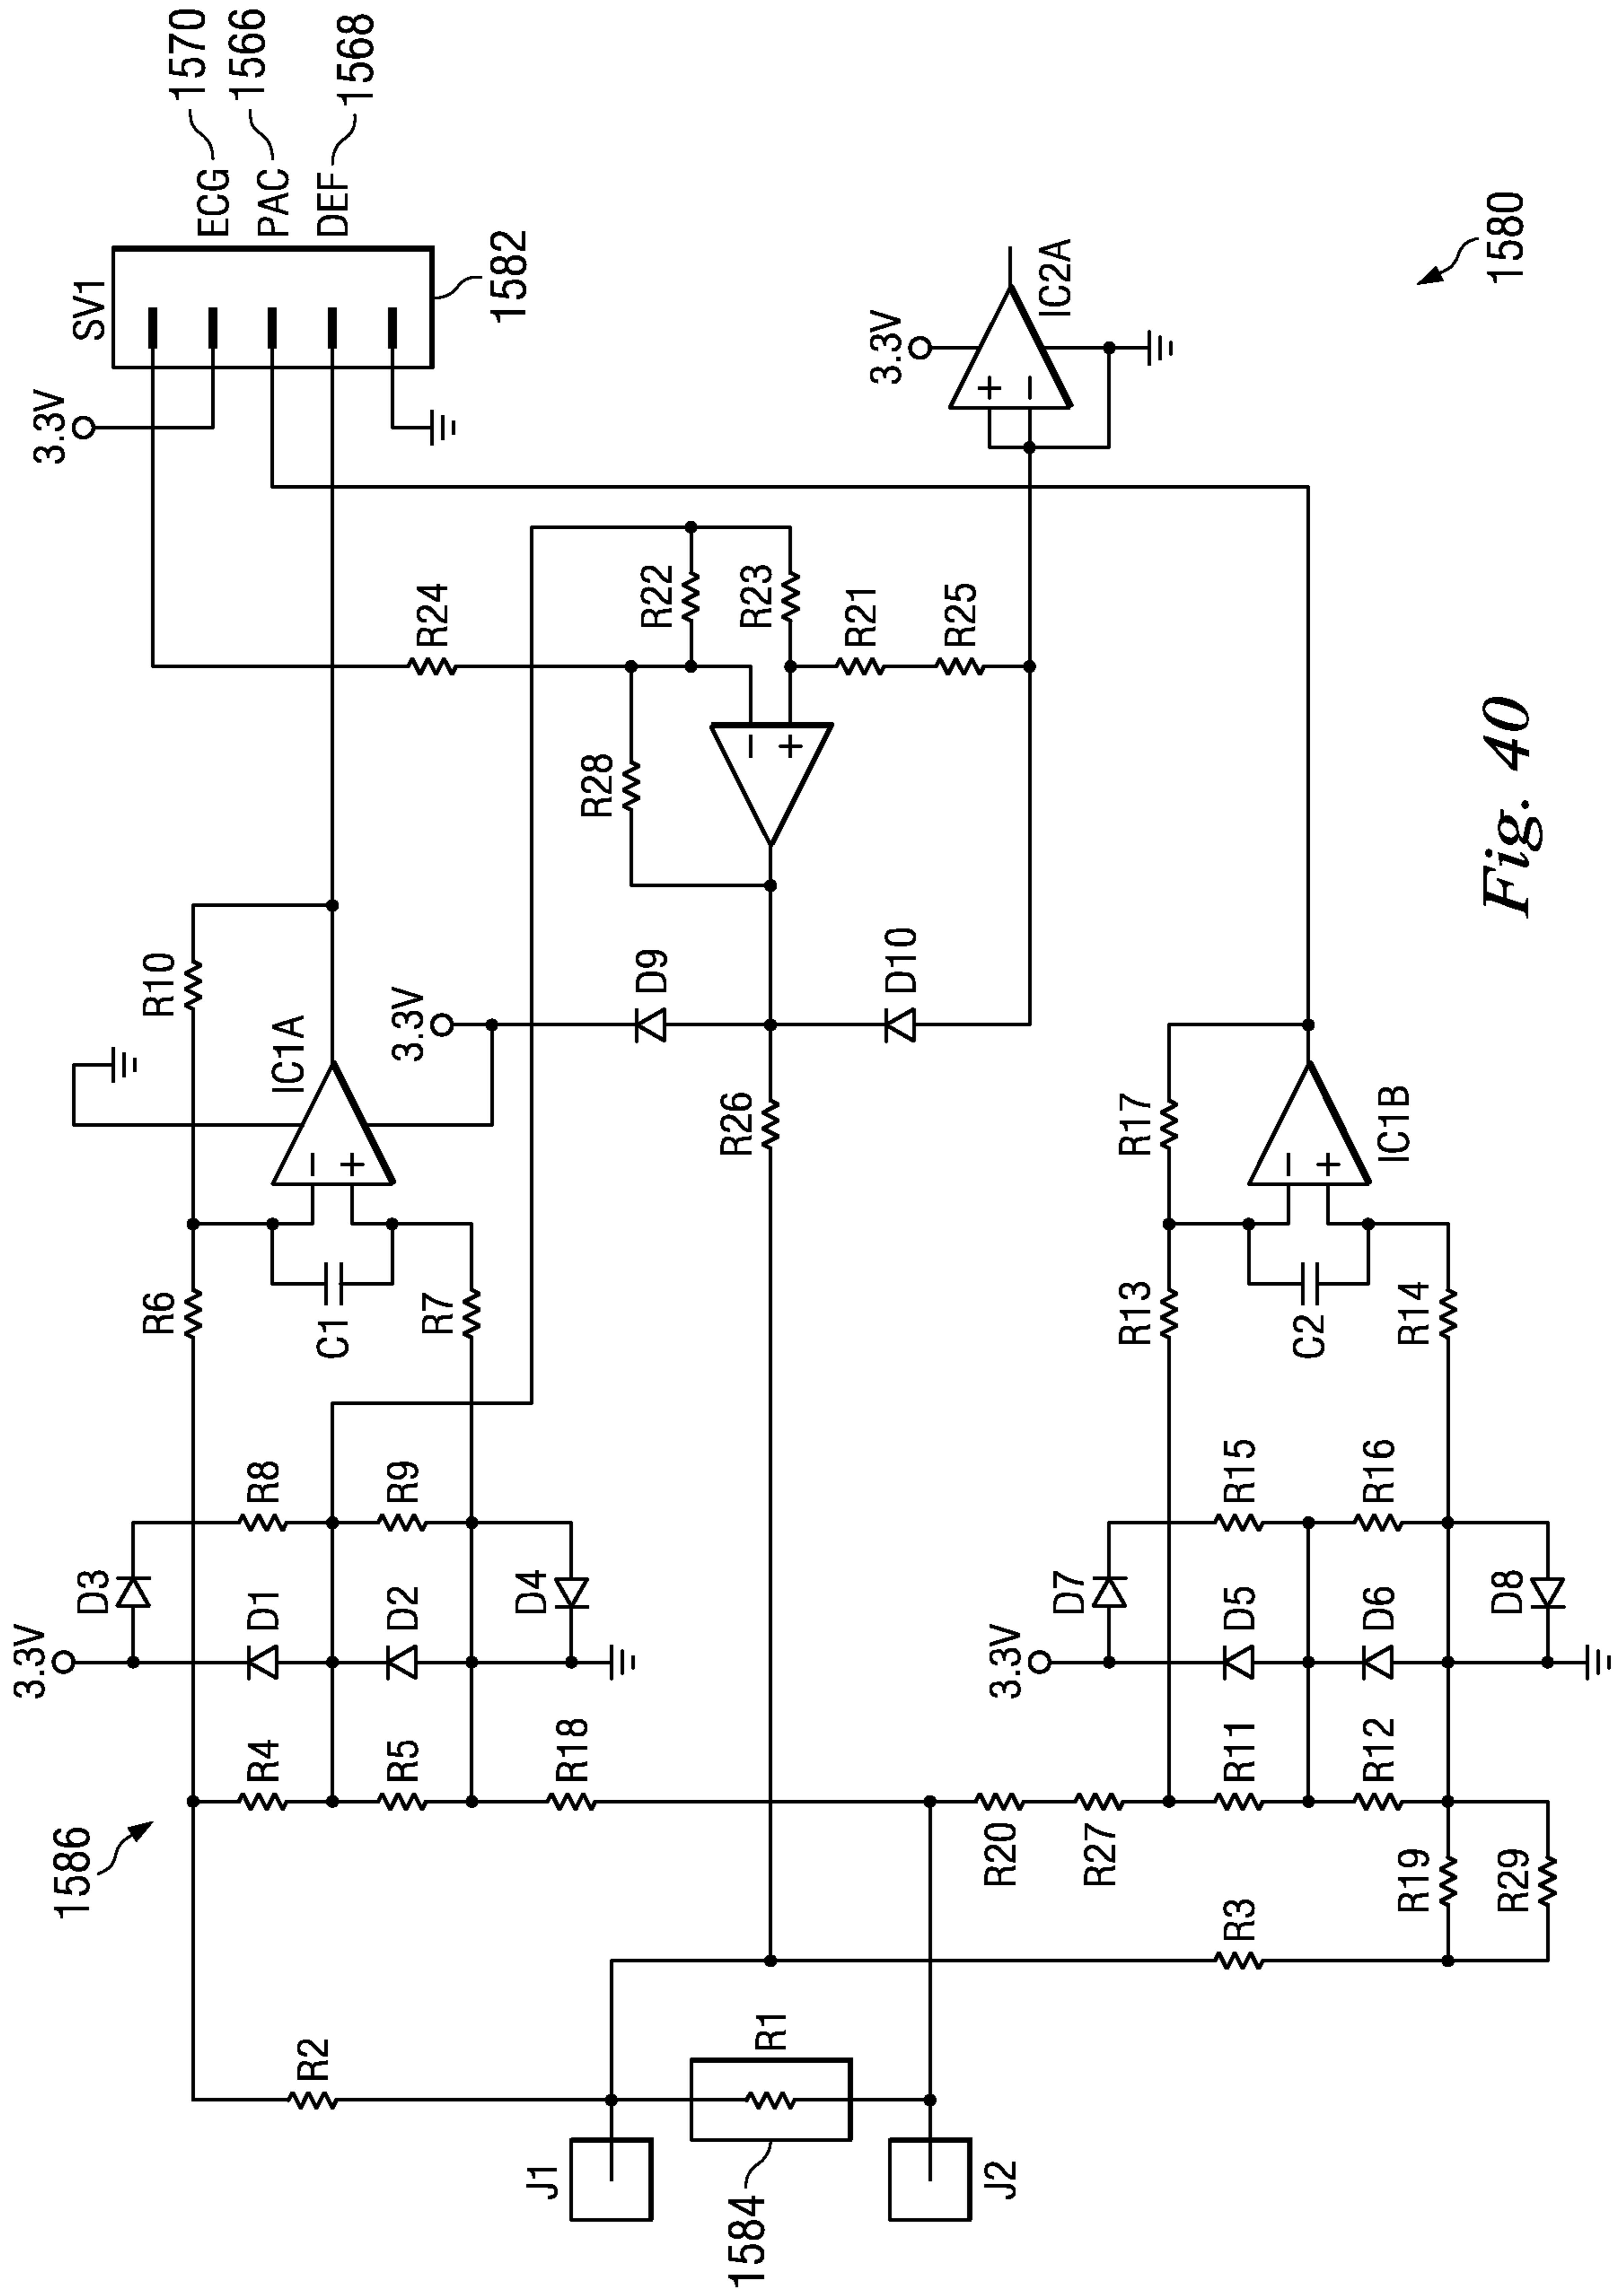 1570
1566
1568
ECG
PAC
DEF
SV1
1582
3.3V
3.3V
IC2A
1580
R24
R22
R23
R21
R25
R28
Fig. 40
R10
IC1A
3.3V
D9
D10
R26
R17
IC1B
R6
C1
R7
R13
C2
R14
R8
R9
R15
R16
D3
D1
D2
D4
D7
D5
D6
D8
3.3V
3.3V
R4
R5
R18
R20
R27
R11
R12
1586
R19
R29
R3
R2
R1
J1
J2
1584